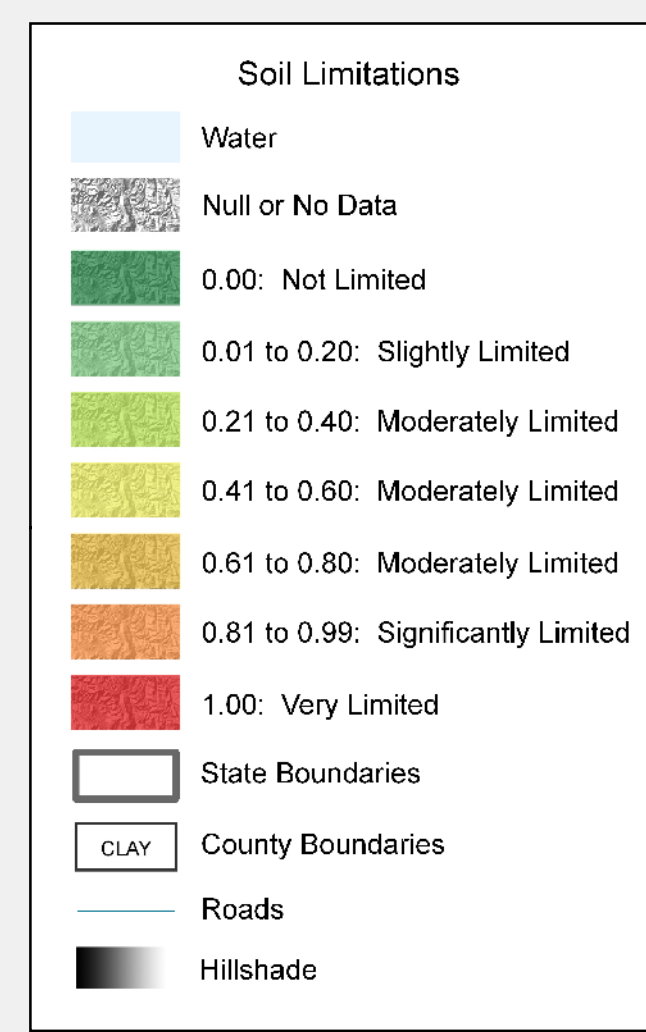 Soil Limitations
Water
Null or No Data
0.00:  Not Limited
0.01 to 0.20:  Slightly Limited
0.21 to 0.40:  Moderately Limited
0.41 to 0.60:  Moderately Limited
0.61 to 0.80:  Moderately Limited
0.81 to 0.99:  Significantly Limited
1.00:  Very Limited
State Boundaries
CLAY County Boundaries
Roads
Hillshade